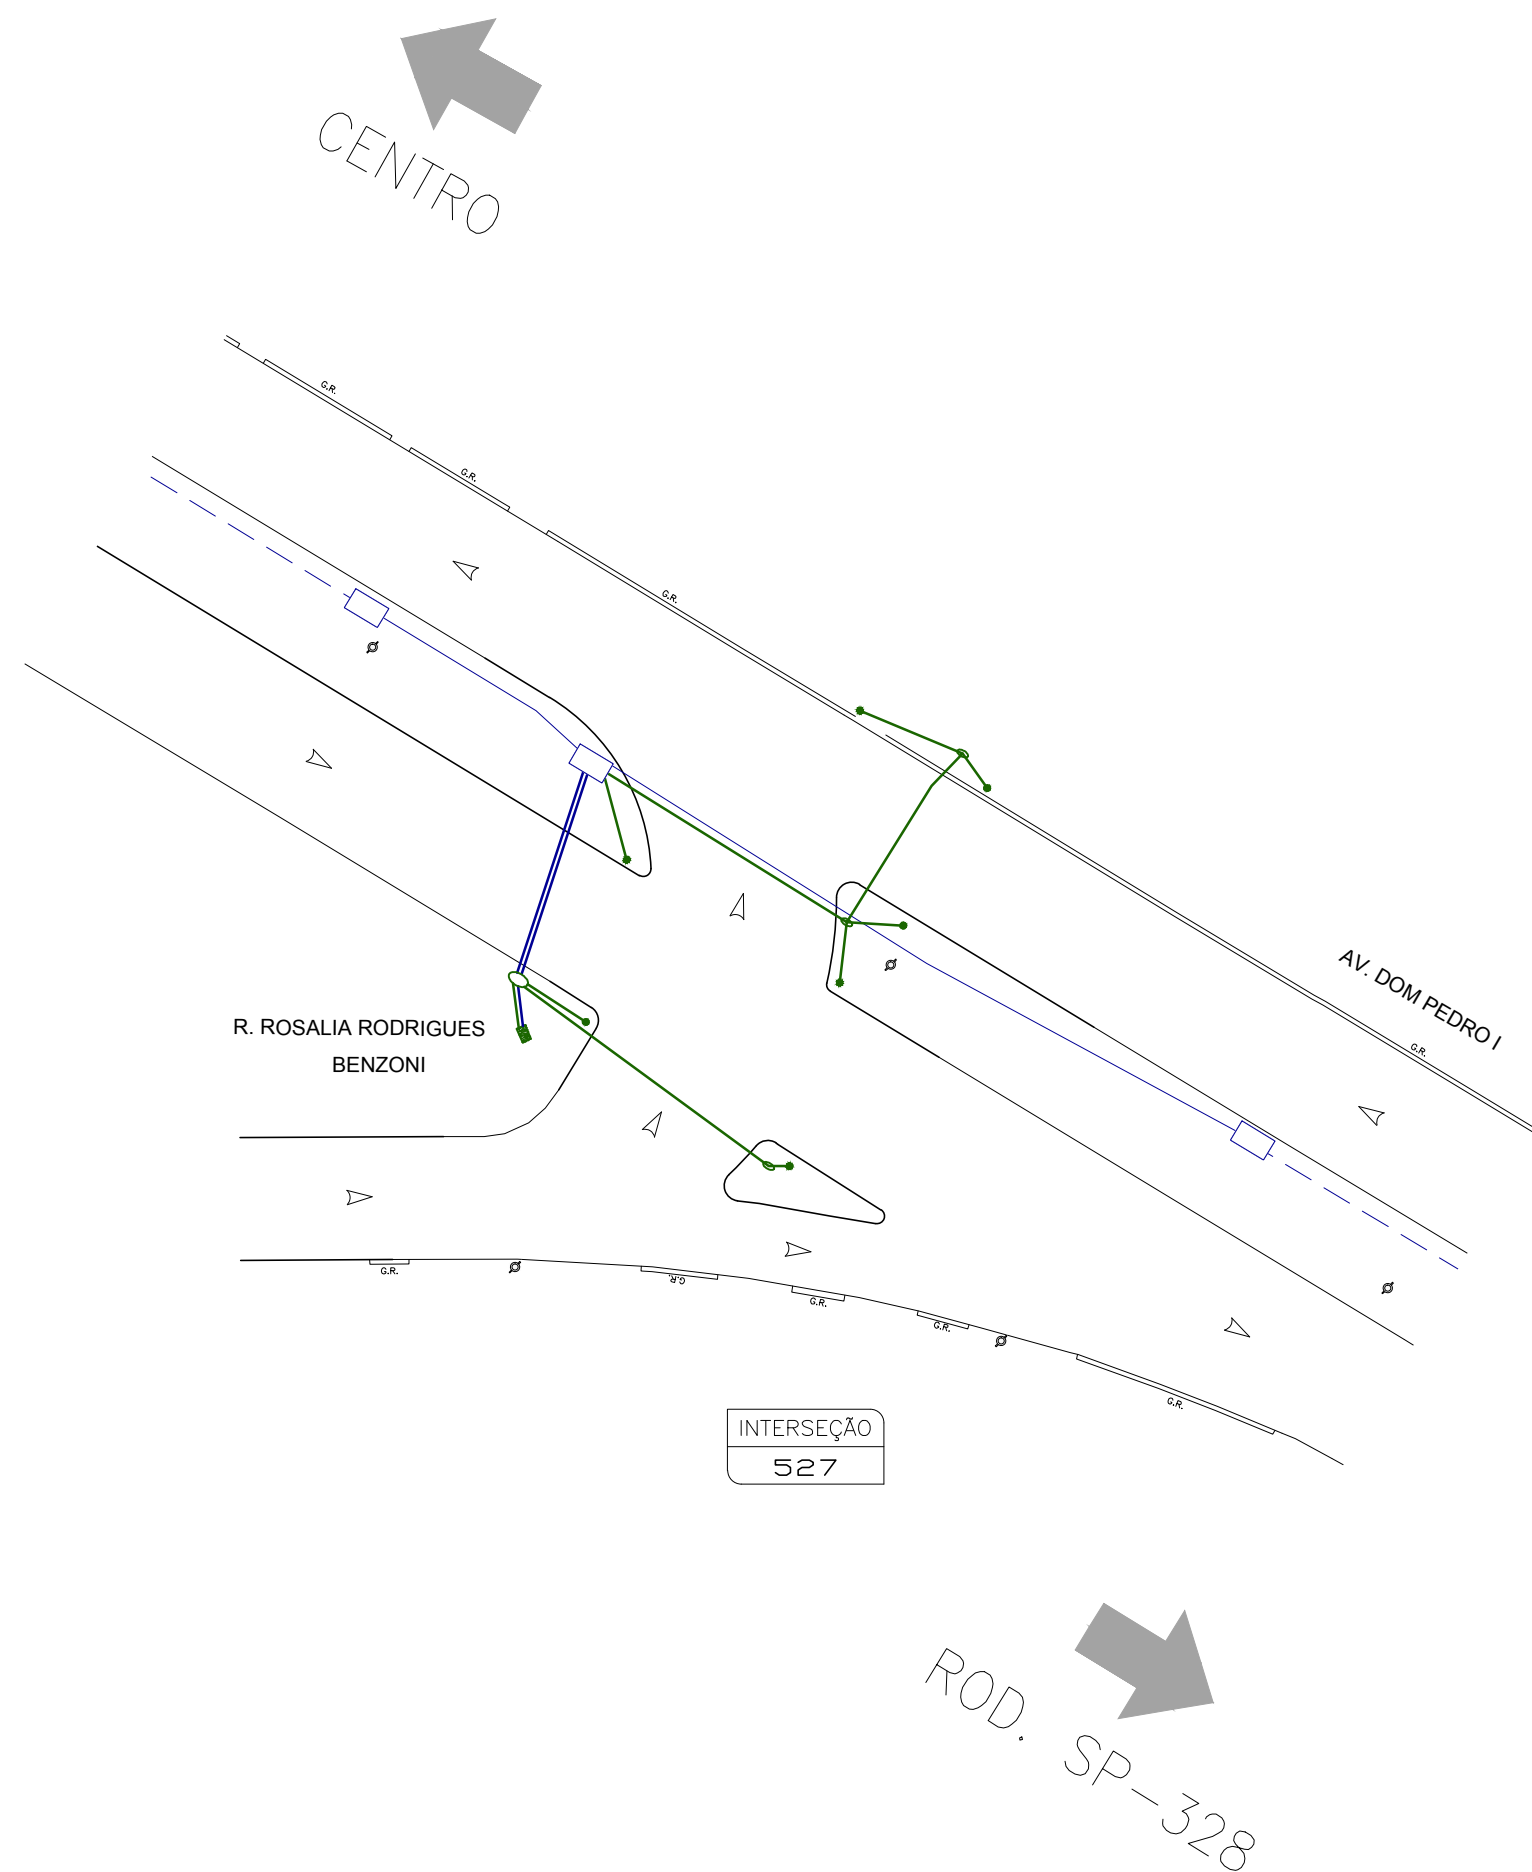 CENTRO
G.R.
G.R.
G.R.
AV. DOM PEDRO I
G.R.
R. ROSALIA RODRIGUES
BENZONI
G.R.
G.R.
G.R.
G.R.
G.R.
INTERSEÇÃO
527
ROD. SP-328